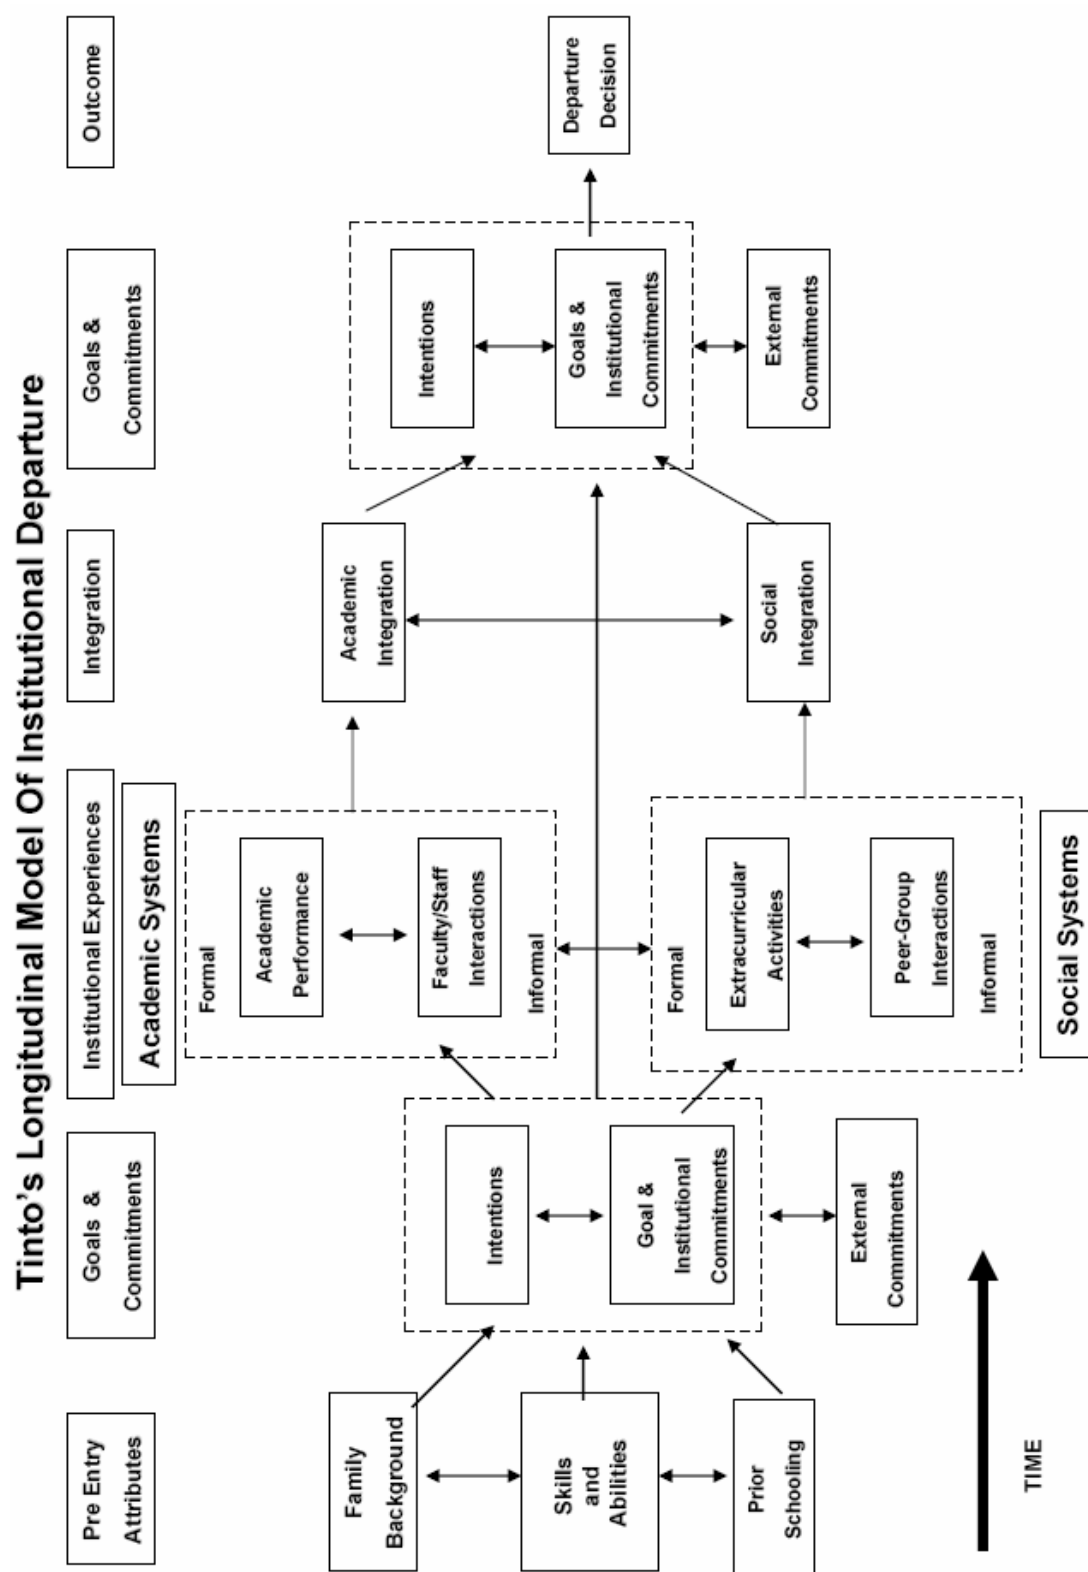 Tinto's Longitudinal Model Of Institutional Departure
Pre Entry
Attributes
Goals &
Commitments
Institutional Experiences
Integration
Goals &
Commitments
Outcome
Academic Systems
Family
Background
Skills
and
Abilities
Prior
Schooling
Intentions
Goal &
Institutional
Commitments
External
Commitments
Formal
Academic
Performance
Faculty/Staff
Interactions
Informal
Formal
Extracurricular
Activities
Peer-Group
Interactions
Informal
Social Systems
Academic
Integration
Social
Integration
Intentions
Goals &
Institutional
Commitments
External
Commitments
Departure
Decision
TIME